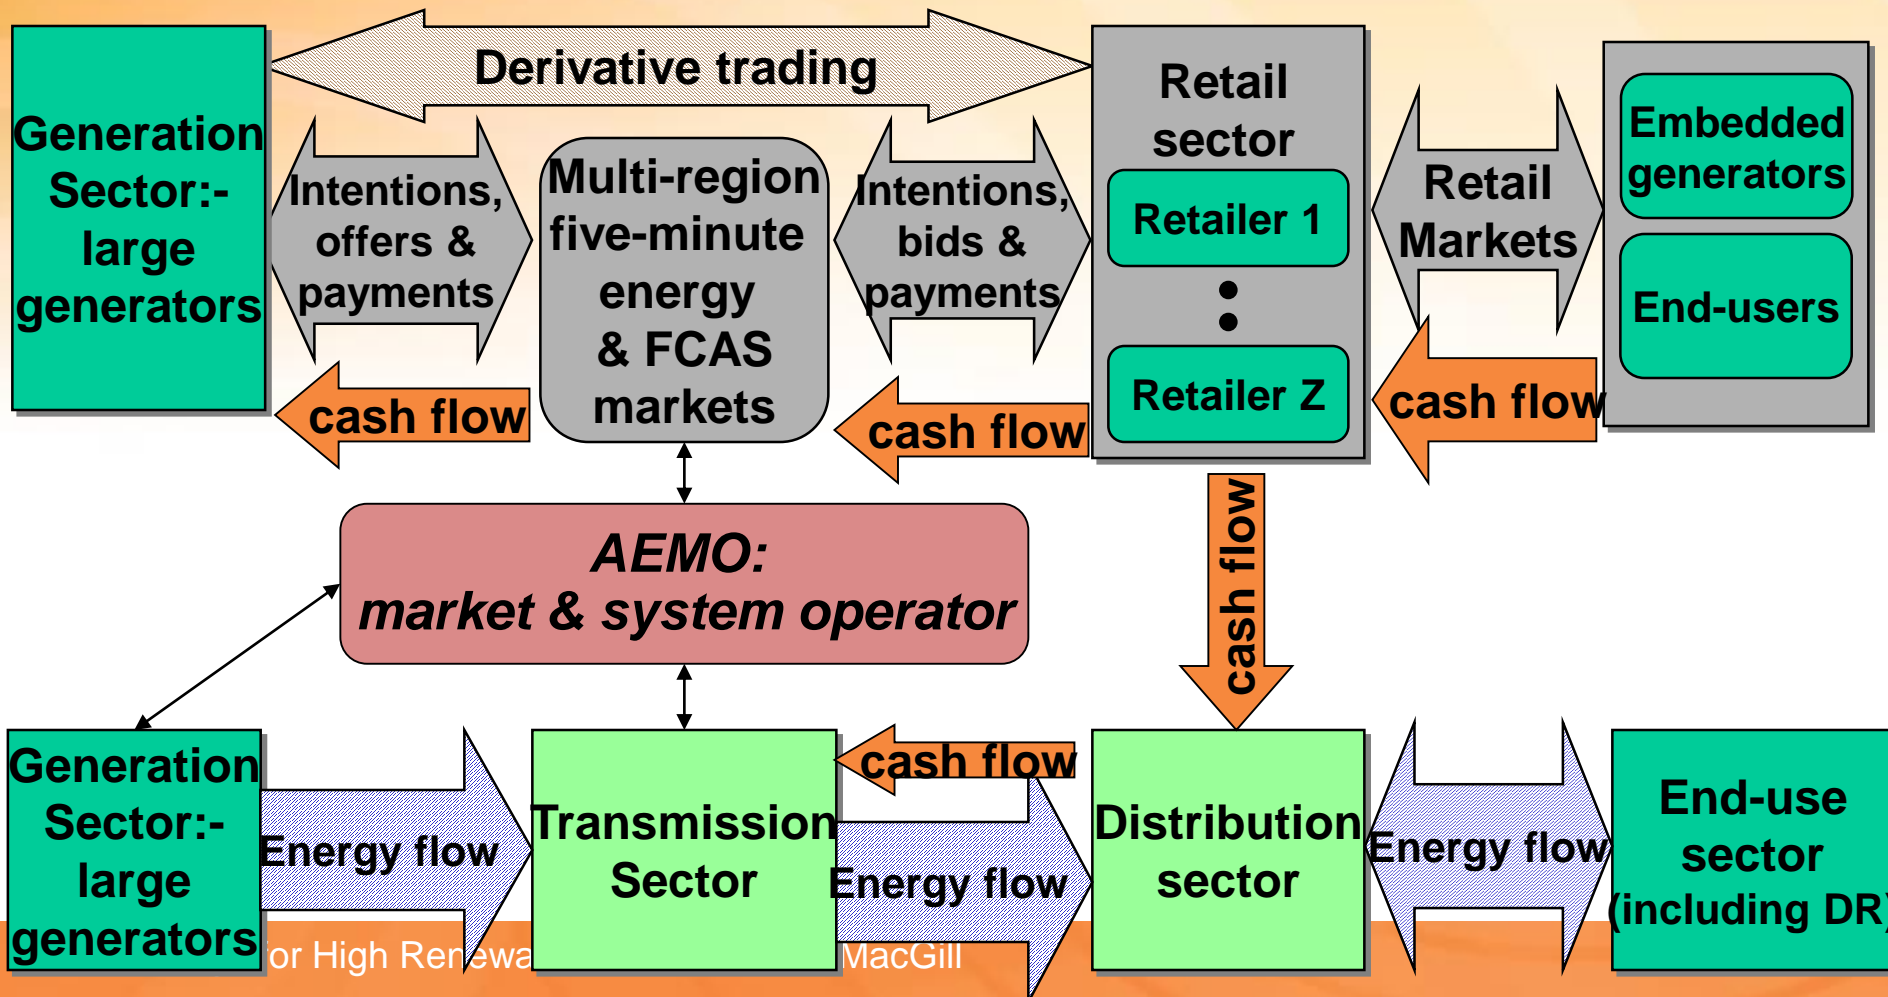 Derivative trading
Generation
Sector:-
large
generators
Intentions,
offers &
payments
Multi-region
five-minute
energy
& FCAS
markets
Intentions,
bids &
payments
Retail
sector
Retailer 1
Retailer Z
Retail
Markets
Embedded
generators
End-users
cash flow
cash flow
cash flow
cash flow
AEMO:
market & system operator
Generation
Sector:-
large
generators
Energy flow
Transmission
Sector
cash flow
Energy flow
Distribution
sector
Energy flow
End-use
sector
(including DR)
for High Renewa MacGill